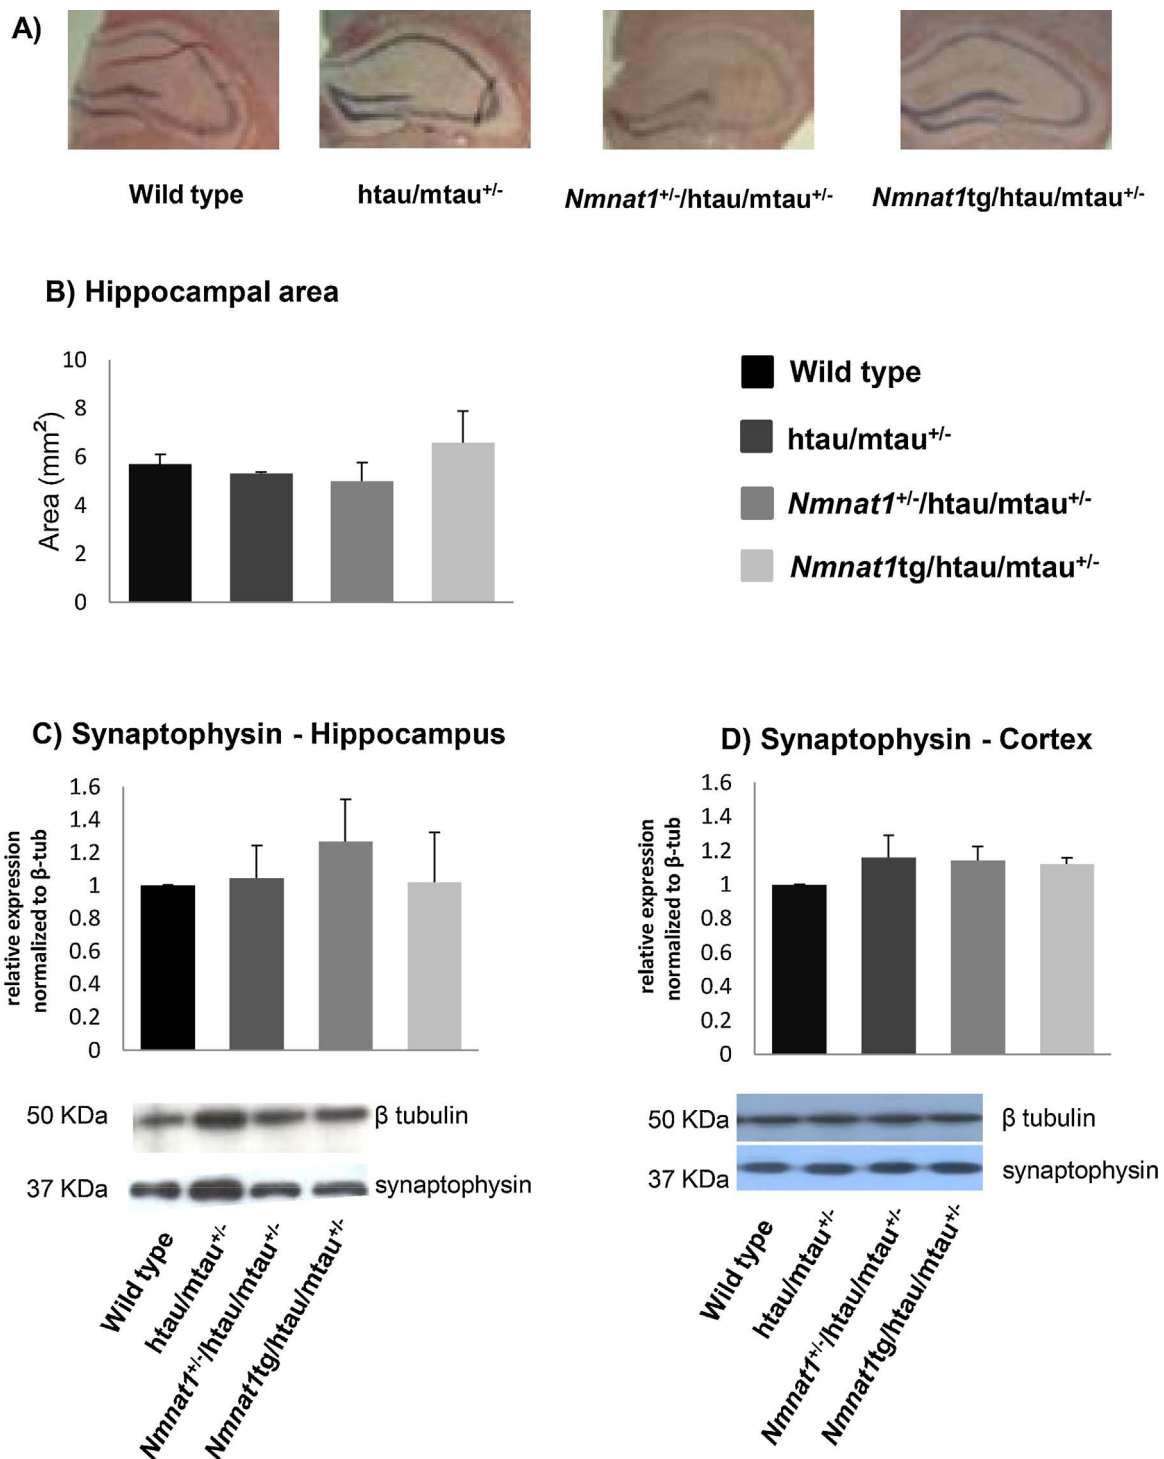 A)
Wild type
htau/mtau+/-
Nmnat1+/-/htau/mtau+/-
Nmnat1tg/htau/mtau+/-
B) Hippocampal area
Area (mm²)
10
8
6
4
2
0
Wild type
htau/mtau+/-
Nmnat1+/-/htau/mtau+/-
Nmnat1tg/htau/mtau+/-
C) Synaptophysin - Hippocampus
relative expression
normalized to β-tub
1.6
1.4
1.2
1
0.8
0.6
0.4
0.2
0
50 KDa
β tubulin
37 KDa
synaptophysin
Wild type
htau/mtau+/-
Nmnat1+/-/htau/mtau+/-
Nmnat1tg/htau/mtau+/-
D) Synaptophysin - Cortex
relative expression
normalized to β-tub
1.6
1.4
1.2
1
0.8
0.6
0.4
0.2
0
50 KDa
β tubulin
37 KDa
synaptophysin
Wild type
htau/mtau+/-
Nmnat1+/-/htau/mtau+/-
Nmnat1tg/htau/mtau+/-